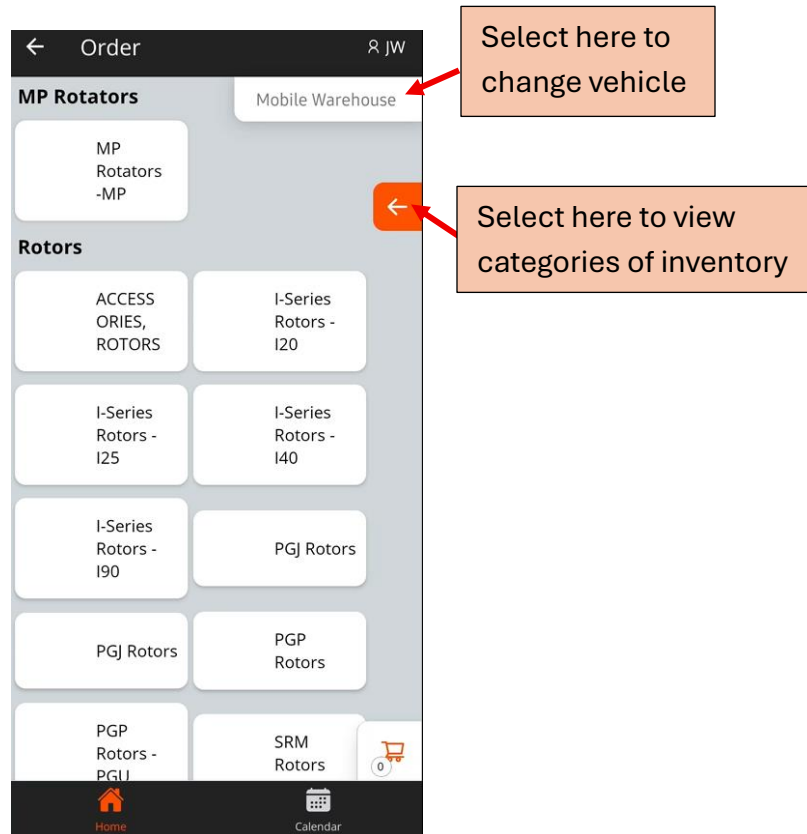 Order
JW
Select here to
change vehicle
MP Rotators
Mobile Warehouse
MP
Rotators
-MP
Select here to view
categories of inventory
Rotors
ACCESS
ORIES,
ROTORS
I-Series
Rotors -
I20
I-Series
Rotors -
I25
I-Series
Rotors -
I40
I-Series
Rotors -
I90
PGJ Rotors
PGJ Rotors
PGP
Rotors
PGP
Rotors -
PGU
SRM
Rotors
0
Home
Calendar